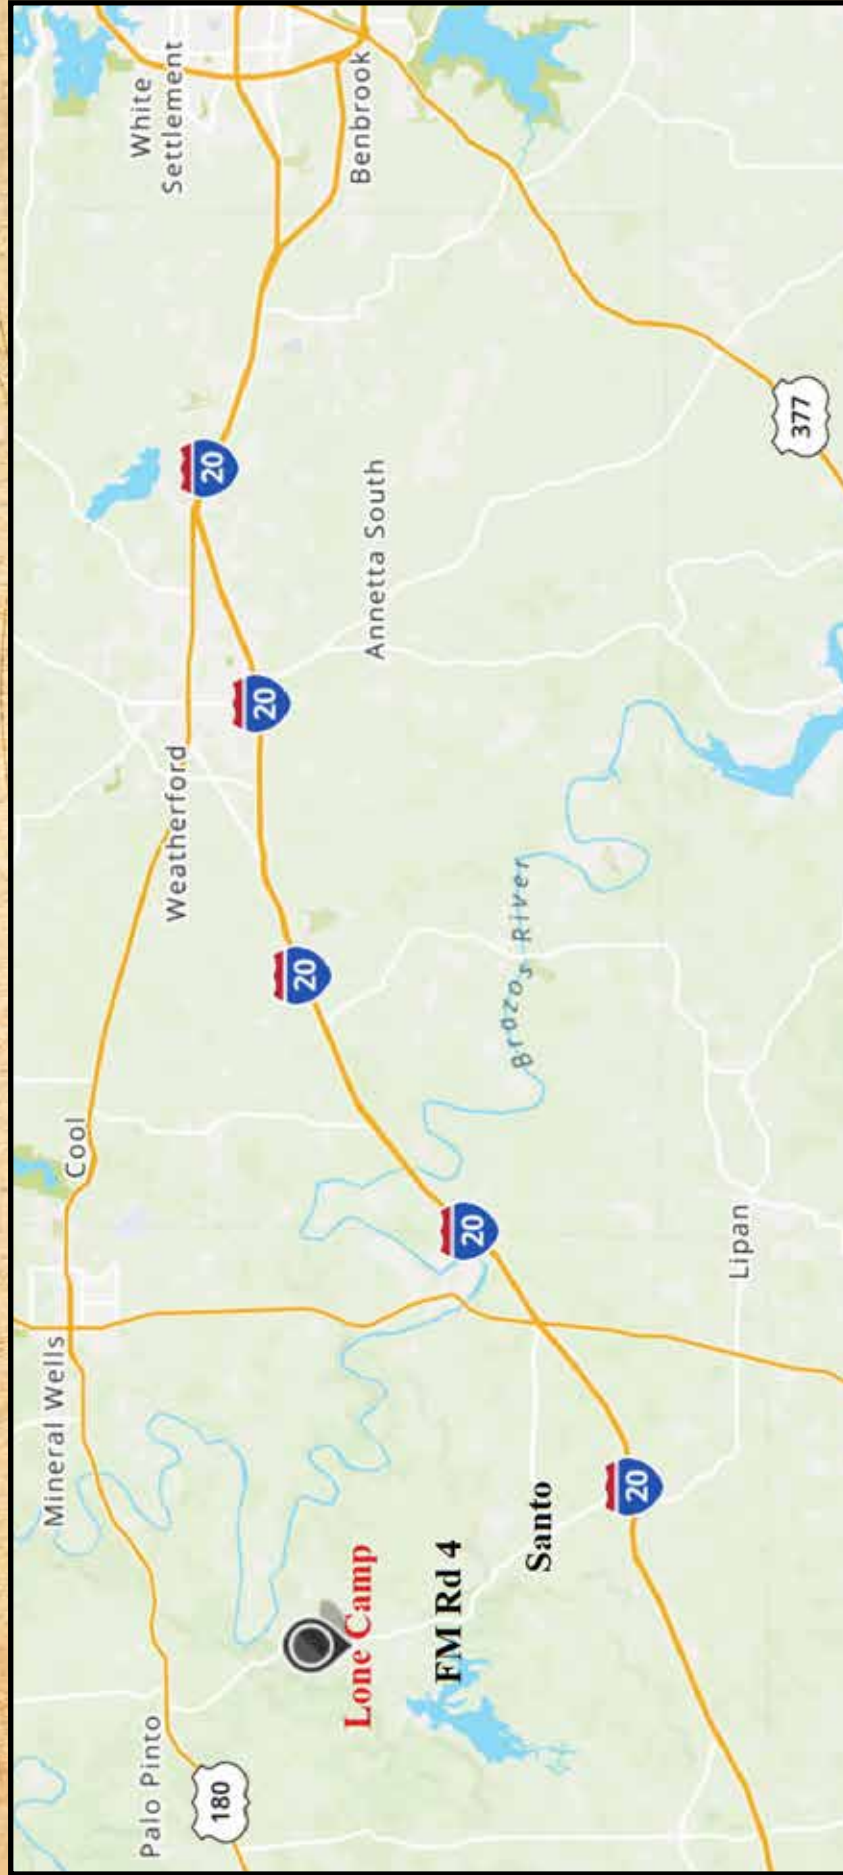 White
Settlement
Benbrook
20
377
Annetta South
20
Weatherford
20
Brazos River
Cool
20
Lipan
Mineral Wells
20
Santo
FM Rd 4
Lone Camp
Palo Pinto
180